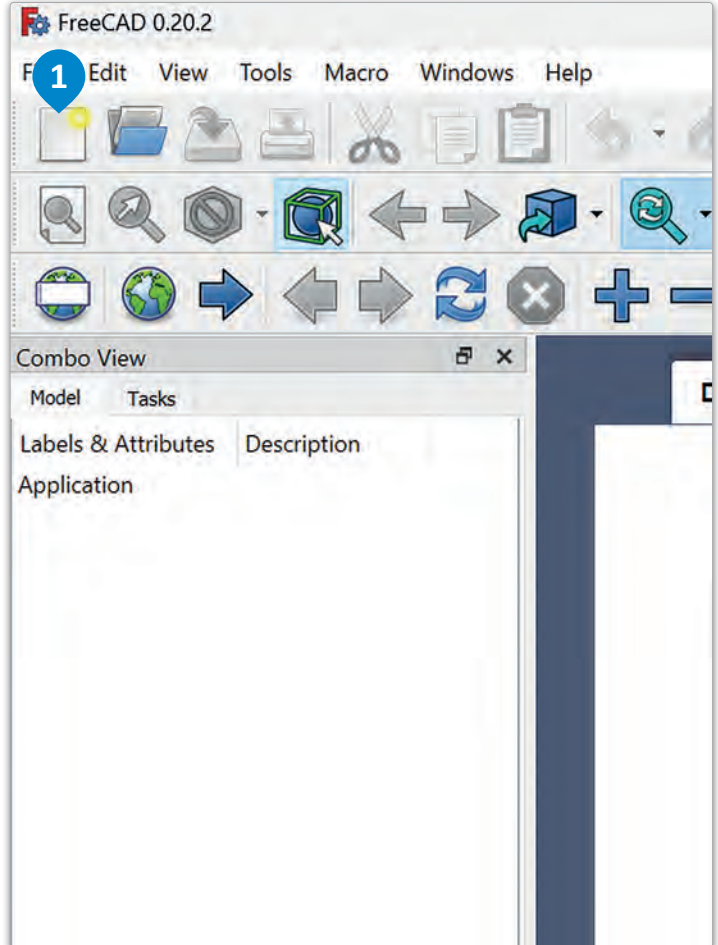 FreeCAD 0.20.2
F
1
Edit View Tools Macro Windows Help
Combo View
Model Tasks
Labels & Attributes Description
Application